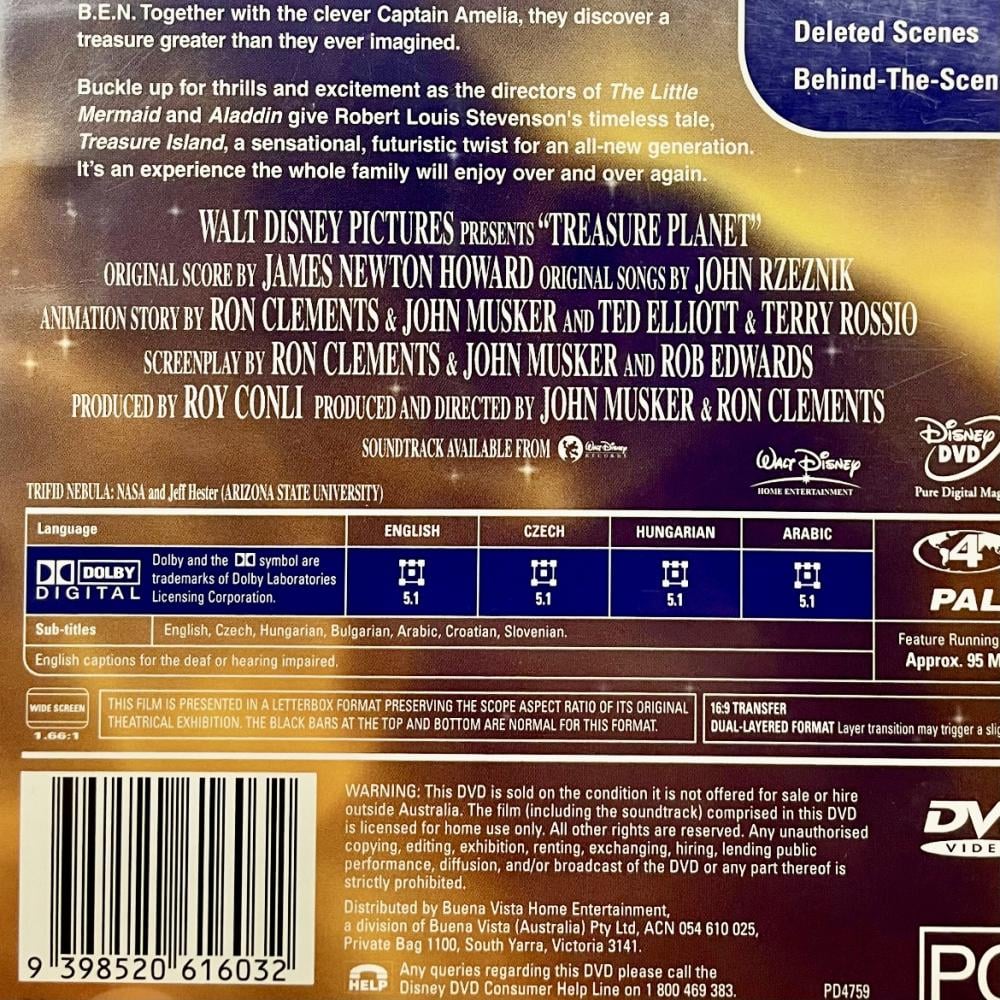 B.E.N. Together with the clever Captain Amelia, they discover a
treasure greater than they ever imagined.
Deleted Scenes
Behind-The-Scen
Buckle up for thrills and excitement as the directors of The Little
Mermaid and Aladdin give Robert Louis Stevenson's timeless tale,
Treasure Island, a sensational, futuristic twist for an all-new generation.
It's an experience the whole family will enjoy over and over again.
WALT DISNEY PICTURES PRESENTS "TREASURE PLANET"
ORIGINAL SCORE BY JAMES NEWTON HOWARD ORIGINAL SONGS BY JOHN RZEZNIK
ANIMATION STORY BY RON CLEMENTS & JOHN MUSKER AND TED ELLIOTT & TERRY ROSSIO
SCREENPLAY BY RON CLEMENTS & JOHN MUSKER AND ROB EDWARDS
PRODUCED BY ROY CONLI PRODUCED AND DIRECTED BY JOHN MUSKER & RON CLEMENTS
SOUNDTRACK AVAILABLE FROM Walt Disney RECORDS
WALT DISNEY
HOME ENTERTAINMENT
DISNEY
DVD
Pure Digital Mag
TRIFID NEBULA: NASA and Jeff Hester (ARIZONA STATE UNIVERSITY)
Language ENGLISH CZECH HUNGARIAN ARABIC
DOLBY
DIGITAL
Dolby and the symbol are
trademarks of Dolby Laboratories
Licensing Corporation.
5.1 5.1 5.1 5.1
4
PAL
Sub-titles English, Czech, Hungarian, Bulgarian, Arabic, Croatian, Slovenian.
English captions for the deaf or hearing impaired.
Feature Running
Approx. 95 M
WIDE SCREEN
1.66:1
THIS FILM IS PRESENTED IN A LETTERBOX FORMAT PRESERVING THE SCOPE ASPECT RATIO OF ITS ORIGINAL
THEATRICAL EXHIBITION. THE BLACK BARS AT THE TOP AND BOTTOM ARE NORMAL FOR THIS FORMAT.
16:9 TRANSFER
DUAL-LAYERED FORMAT Layer transition may trigger a slig
WARNING: This DVD is sold on the condition it is not offered for sale or hire
outside Australia. The film (including the soundtrack) comprised in this DVD
is licensed for home use only. All other rights are reserved. Any unauthorised
copying, editing, exhibition, renting, exchanging, hiring, lending public
performance, diffusion, and/or broadcast of the DVD or any part thereof is
strictly prohibited.
DV
VIDE
Distributed by Buena Vista Home Entertainment,
a division of Buena Vista (Australia) Pty Ltd, ACN 054 610 025,
Private Bag 1100, South Yarra, Victoria 3141.
9 398520 616032
HELP
Any queries regarding this DVD please call the
Disney DVD Consumer Help Line on 1 800 469 383.
PD4759
PG